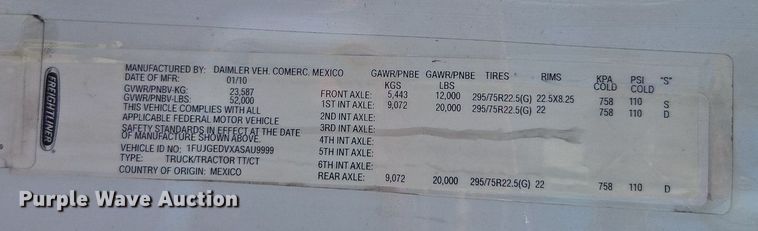 FREIGHTLINER
MANUFACTURED BY: DAIMLER VEH. COMERC. MEXICO
DATE OF MFR: 01/10
GVWR/PNBV-KG: 23,587
GVWR/PNBV-LBS: 52,000
THIS VEHICLE COMPLIES WITH ALL
APPLICABLE FEDERAL MOTOR VEHICLE
SAFETY STANDARDS IN EFFECT AT THE DATE
OF MANUFACTURE SHOWN ABOVE.
VEHICLE ID NO: 1FUJGEDVXASAU9999
TYPE: TRUCK/TRACTOR TT/CT
COUNTRY OF ORIGIN: MEXICO
GAWR/PNBE GAWR/PNBE TIRES RIMS KPA PSI "S"
KGS LBS COLD COLD
FRONT AXLE: 5,443 12,000 295/75R22.5(G) 22.5X8.25 758 110 S
1ST INT AXLE: 9,072 20,000 295/75R22.5(G) 22 758 110 D
2ND INT AXLE:
3RD INT AXLE:
4TH INT AXLE:
5TH INT AXLE:
6TH INT AXLE:
REAR AXLE: 9,072 20,000 295/75R22.5(G) 22 758 110 D
Purple Wave Auction